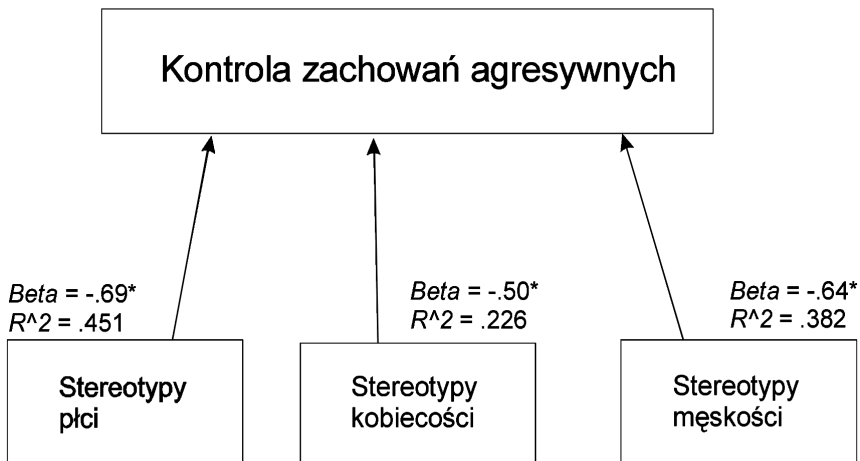 Kontrola zachowań agresywnych
Beta = -.69*
R^2 = .451
Beta = -.50*
R^2 = .226
Beta = -.64*
R^2 = .382
Stereotypy
płci
Stereotypy
kobiecości
Stereotypy
męskości